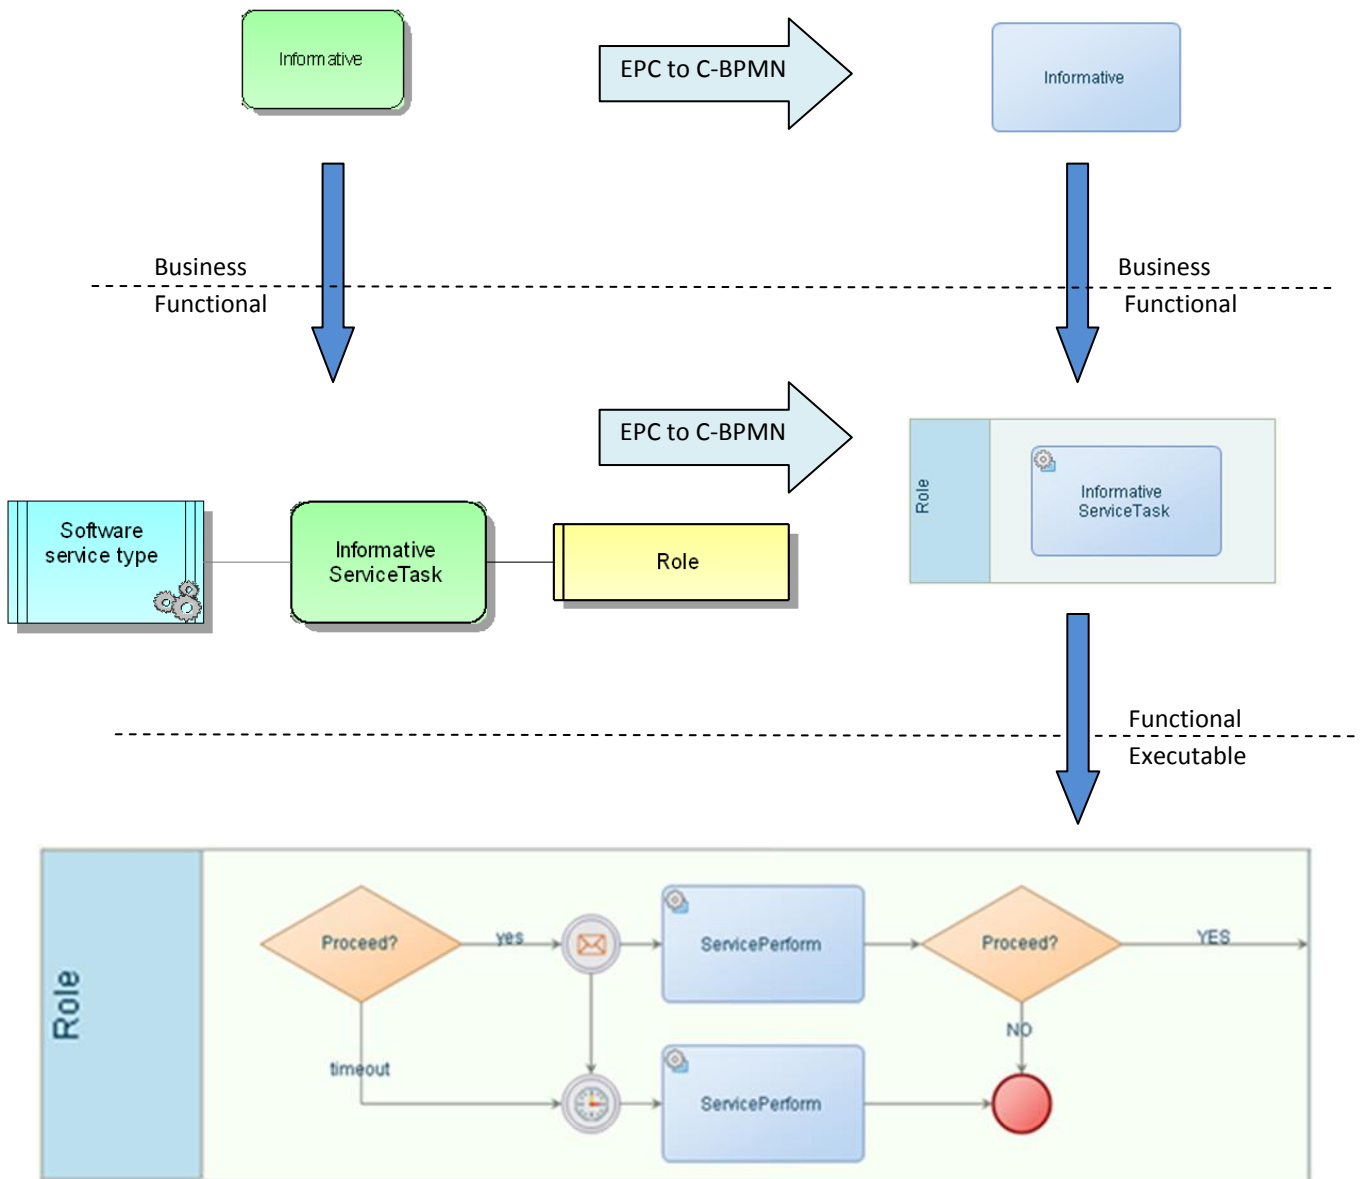 Informative
EPC to C-BPMN
Informative
Business
Functional
Business
Functional
EPC to C-BPMN
Software
service type
Informative
ServiceTask
Role
Role
Informative
ServiceTask
Functional
Executable
Role
Proceed?
yes
ServicePerform
Proceed?
YES
timeout
NO
ServicePerform